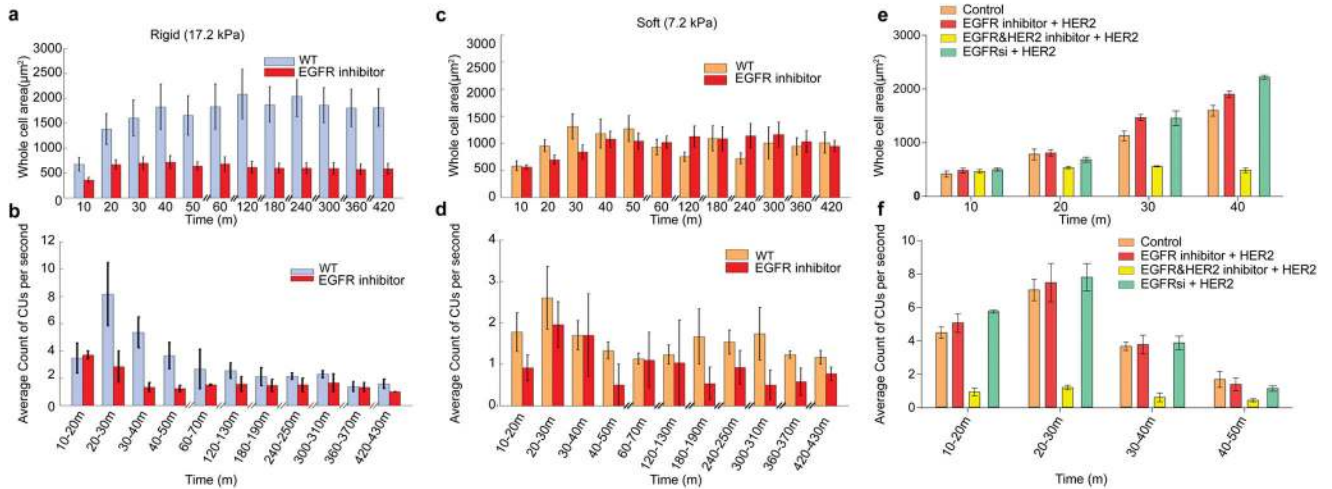 a
Rigid (17.2 kPa)
3000
2500
2000
1500
1000
500
0
Whole cell area(µm²)
WT
EGFR inhibitor
10 20 30 40 50 60 120 180 240 300 360 420
Time (m)
b
12
10
8
6
4
2
0
Average Count of CUs per second
WT
EGFR inhibitor
10-20m 20-30m 30-40m 40-50m 60-70m 120-130m 180-190m 240-250m 300-310m 360-370m 420-430m
Time (m)
c
Soft (7.2 kPa)
3000
2500
2000
1500
1000
500
0
Whole cell area(µm²)
WT
EGFR inhibitor
10 20 30 40 50 60 120 180 240 300 360 420
Time (m)
d
4
3
2
1
0
Average Count of CUs per second
WT
EGFR inhibitor
10-20m 20-30m 30-40m 40-50m 60-70m 120-130m 180-190m 240-250m 300-310m 360-370m 420-430m
Time (m)
e
Control
EGFR inhibitor + HER2
EGFR&HER2 inhibitor + HER2
EGFRsi + HER2
3000
2000
1000
0
Whole cell area(µm²)
10 20 30 40
Time (m)
f
Control
EGFR inhibitor + HER2
EGFR&HER2 inhibitor + HER2
EGFRsi + HER2
10
8
6
4
2
0
Average Count of CUs per second
10-20m 20-30m 30-40m 40-50m
Time (m)